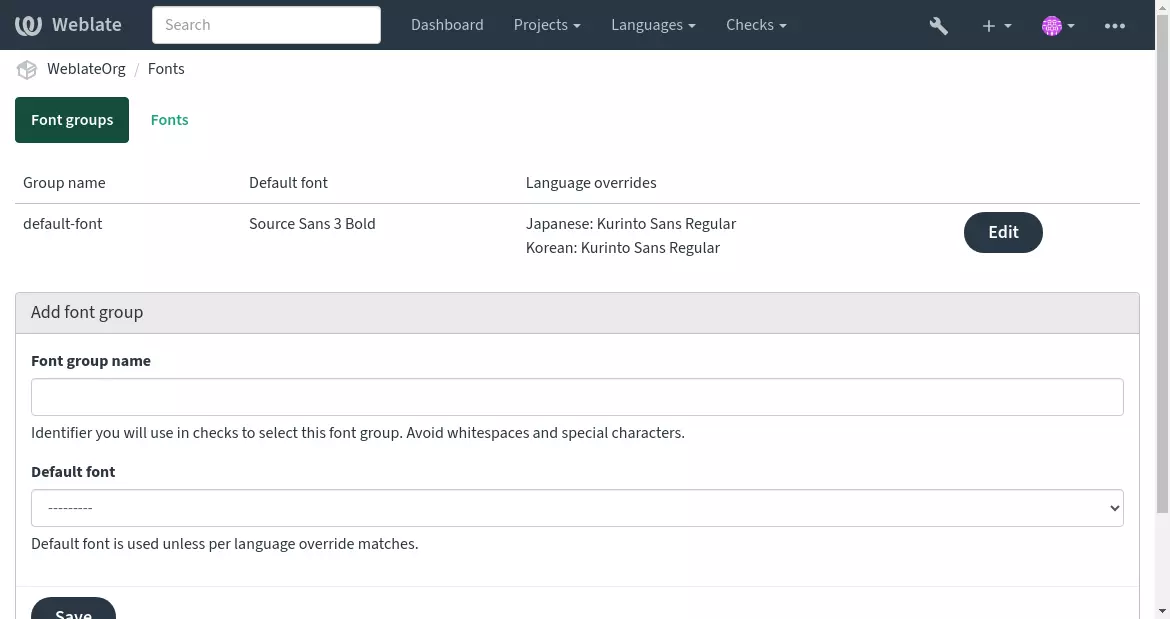 Weblate Search Dashboard Projects Languages Checks
WeblateOrg / Fonts
Font groups Fonts
Group name Default font Language overrides
default-font Source Sans 3 Bold Japanese: Kurinto Sans Regular Edit
Korean: Kurinto Sans Regular
Add font group
Font group name
Identifier you will use in checks to select this font group. Avoid whitespaces and special characters.
Default font
---------
Default font is used unless per language override matches.
Save